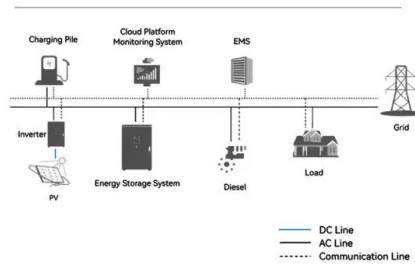 Charging Pile
Cloud Platform
Monitoring System
EMS
Inverter
Grid
PV
Energy Storage System
Diesel
Load
DC Line
AC Line
Communication Line